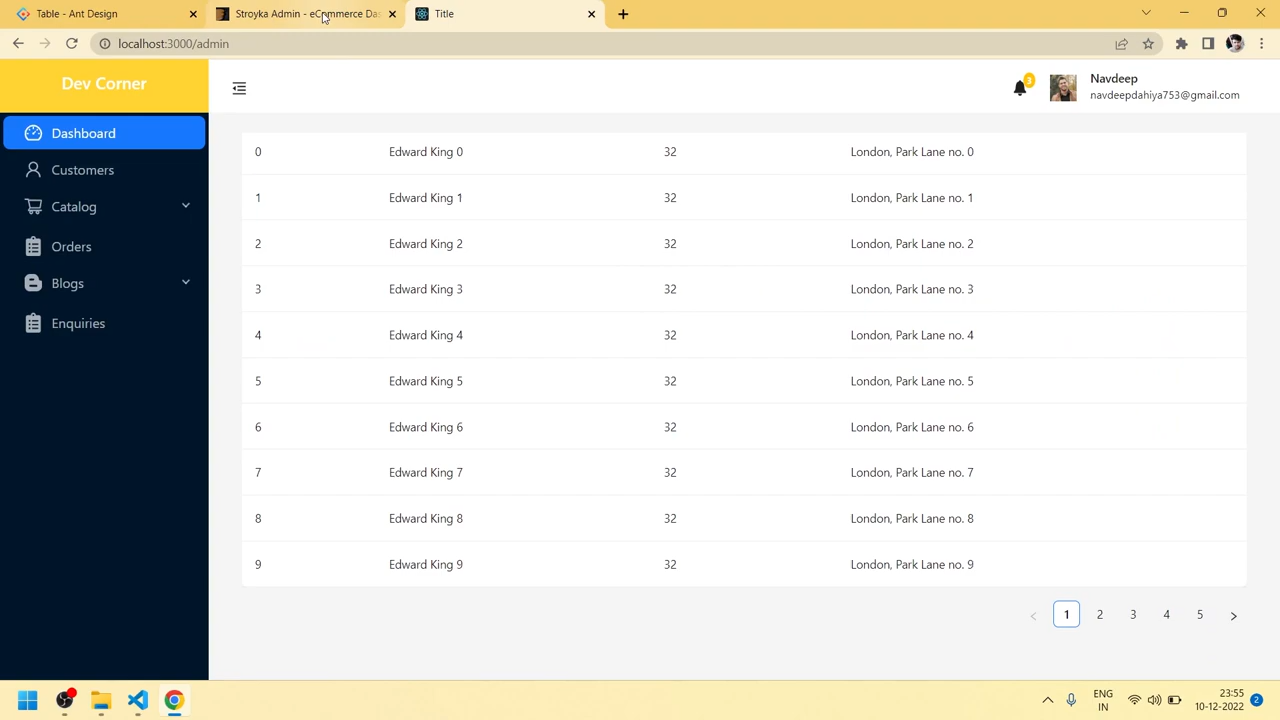 Table - Ant Design
Stroyka Admin - eCommerce Da
Title
localhost:3000/admin
Dev Corner
3
Navdeep
navdeepdahiya753@gmail.com
Dashboard
Customers
Catalog
Orders
Blogs
Enquiries
0 Edward King 0 32 London, Park Lane no. 0
1 Edward King 1 32 London, Park Lane no. 1
2 Edward King 2 32 London, Park Lane no. 2
3 Edward King 3 32 London, Park Lane no. 3
4 Edward King 4 32 London, Park Lane no. 4
5 Edward King 5 32 London, Park Lane no. 5
6 Edward King 6 32 London, Park Lane no. 6
7 Edward King 7 32 London, Park Lane no. 7
8 Edward King 8 32 London, Park Lane no. 8
9 Edward King 9 32 London, Park Lane no. 9
< 1 2 3 4 5 >
ENG
IN
23:55
10-12-2022
2